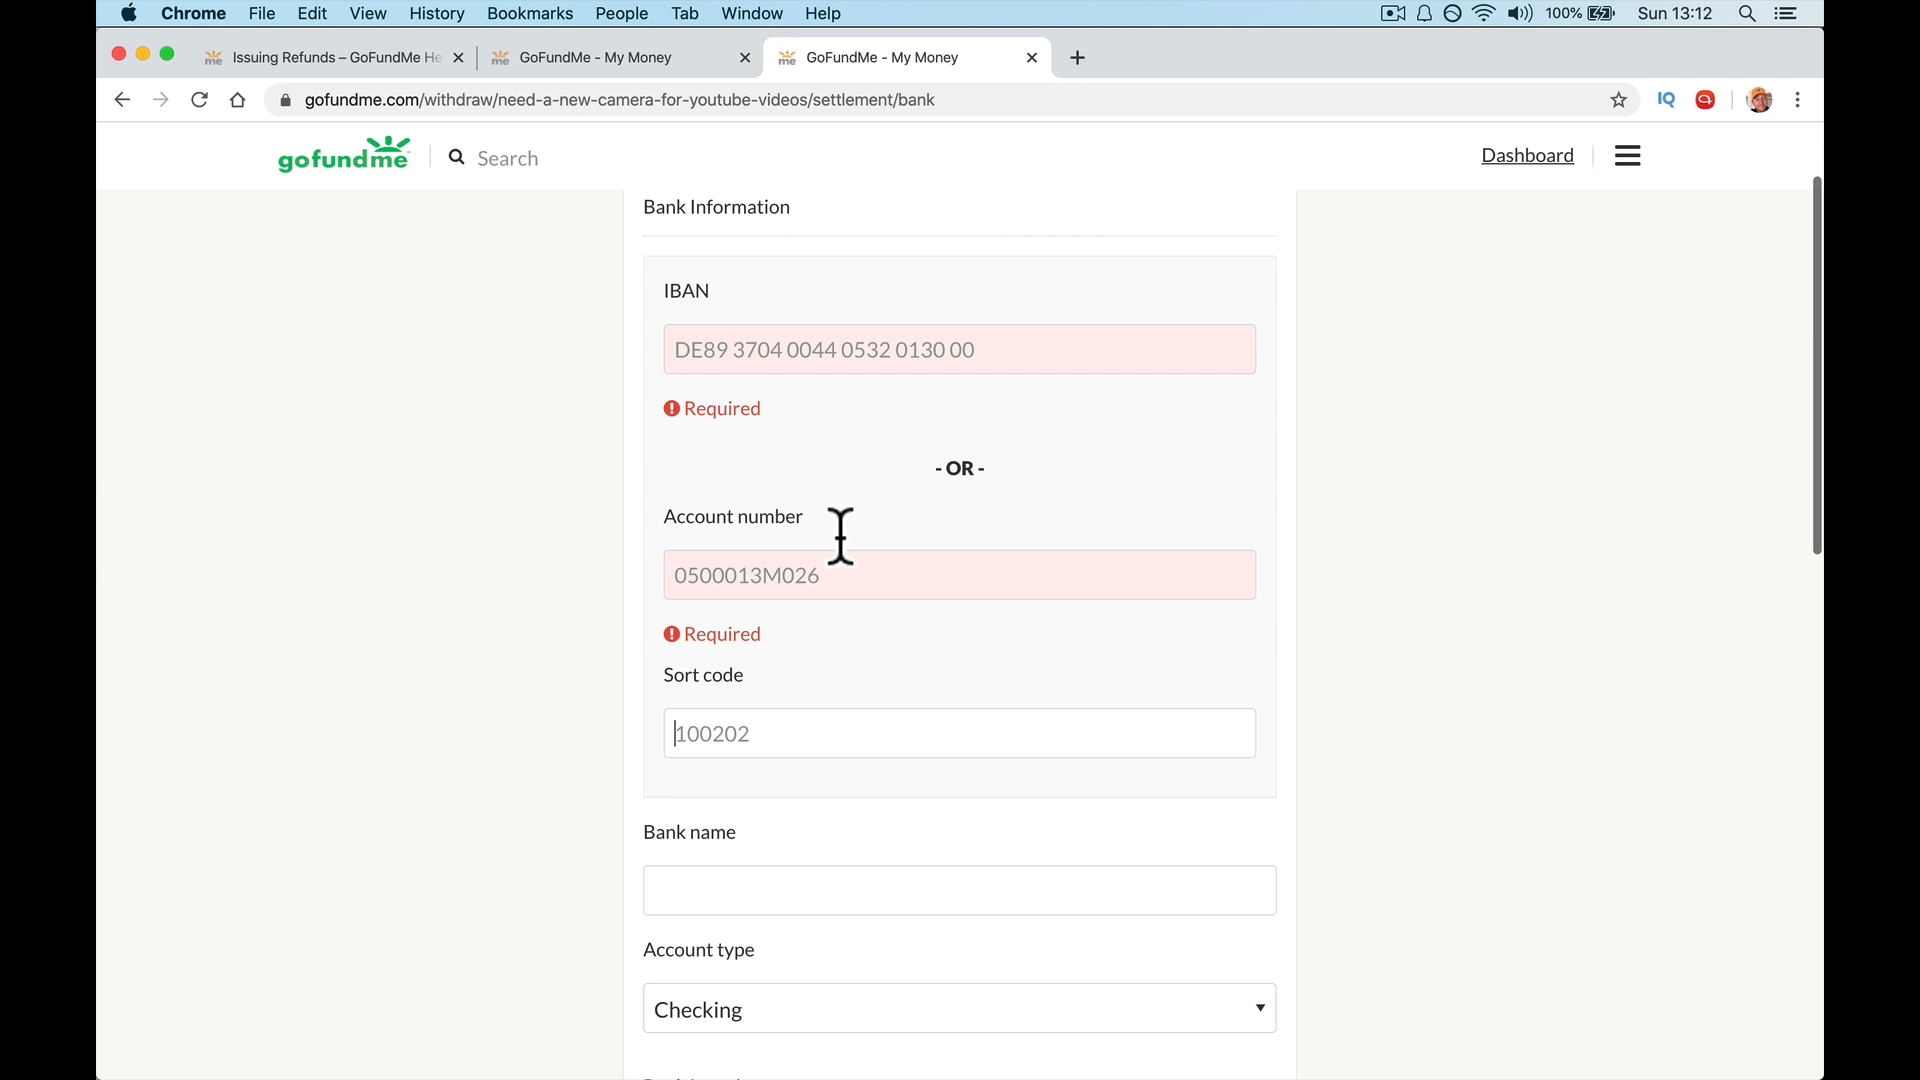 Chrome File Edit View History Bookmarks People Tab Window Help 100% Sun 13:12
Issuing Refunds – GoFundMe He GoFundMe - My Money GoFundMe - My Money
gofundme.com/withdraw/need-a-new-camera-for-youtube-videos/settlement/bank IQ
gofundme Search Dashboard
Bank Information
IBAN
DE89 3704 0044 0532 0130 00
Required
- OR -
Account number
0500013M026
Required
Sort code
100202
Bank name
Account type
Checking